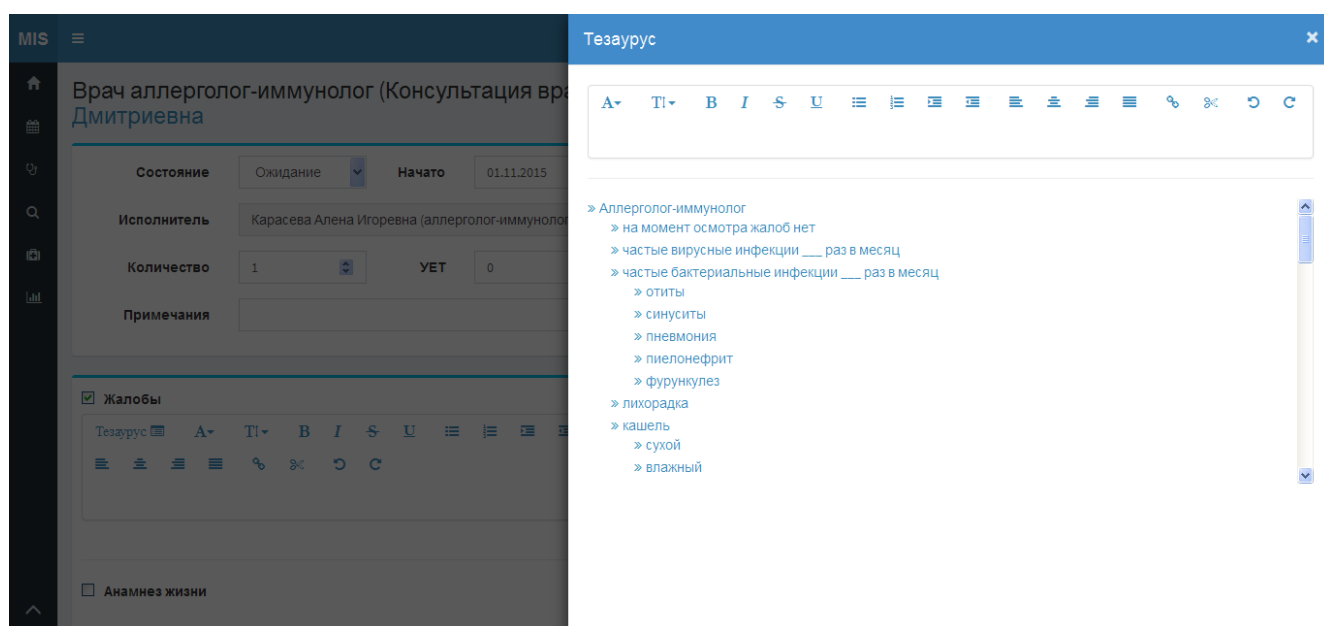 MIS
Врач аллерголог-иммунолог (Консультация вра
Дмитриевна
Состояние Ожидание Начато 01.11.2015
Исполнитель Карасева Алена Игоревна (аллерголог-иммунолог
Количество 1 УЕТ 0
Примечания
Жалобы
Тезаурус A T! B I S U
Анамнез жизни
Тезаурус ×
A T! B I S U
» Аллерголог-иммунолог
» на момент осмотра жалоб нет
» частые вирусные инфекции ___ раз в месяц
» частые бактериальные инфекции ___ раз в месяц
» отиты
» синуситы
» пневмония
» пиелонефрит
» фурункулез
» лихорадка
» кашель
» сухой
» влажный